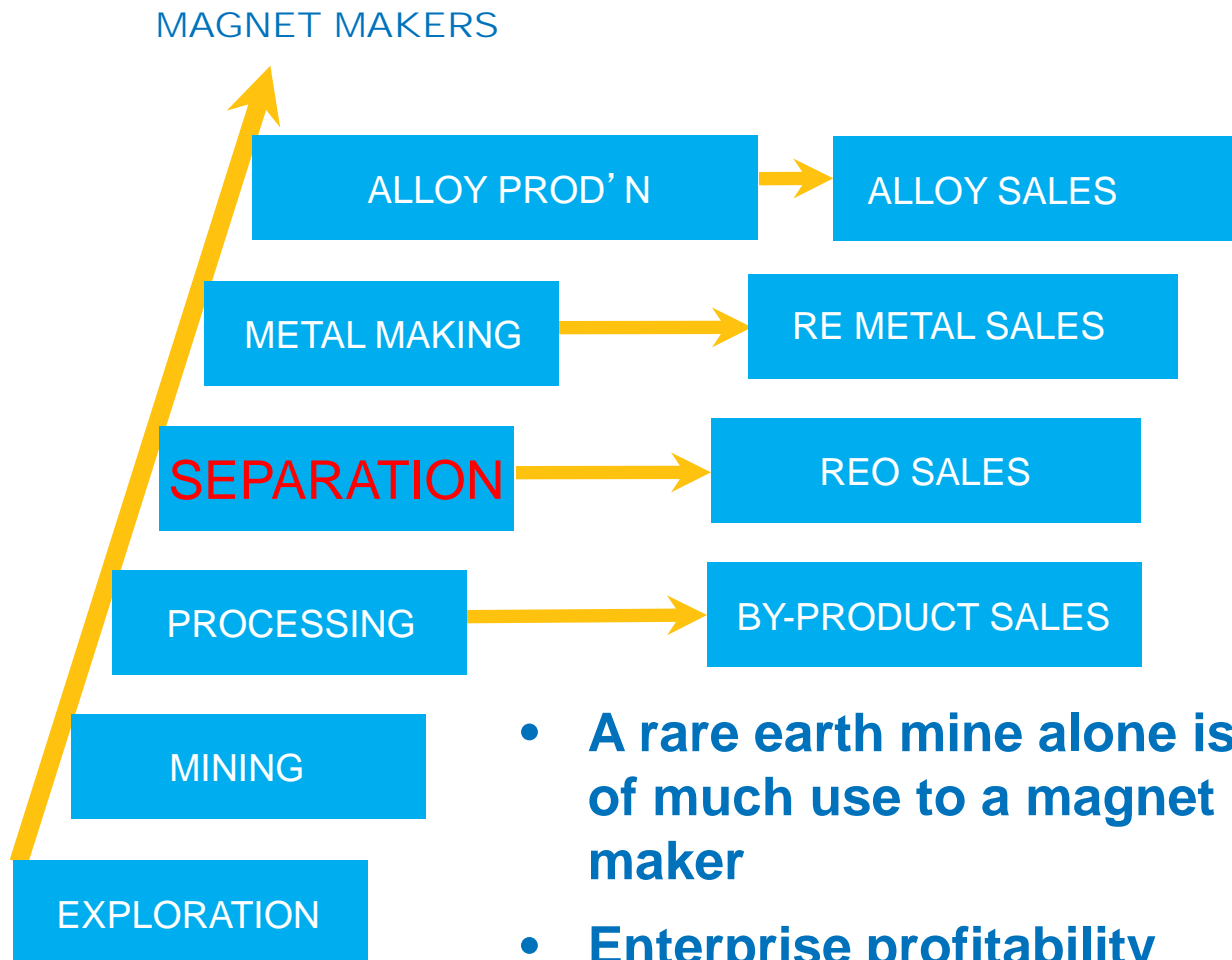 MAGNET MAKERS
ALLOY PROD’N
ALLOY SALES
METAL MAKING
RE METAL SALES
SEPARATION
REO SALES
PROCESSING
BY-PRODUCT SALES
MINING
• A rare earth mine alone is
of much use to a magnet
maker
EXPLORATION
• Enterprise profitability